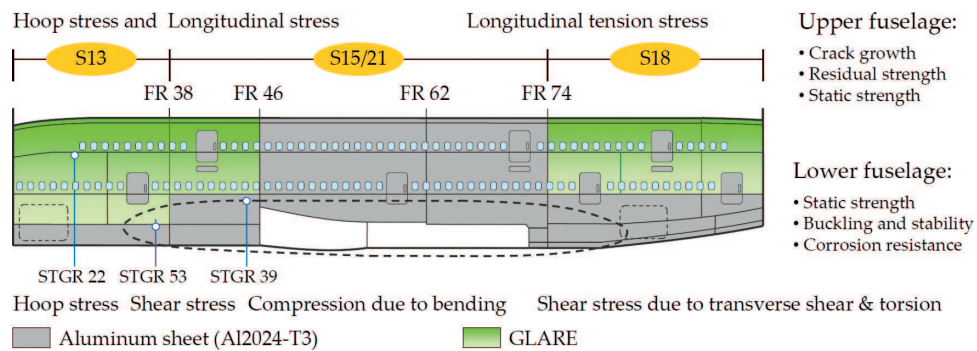 Hoop stress and Longitudinal stress Longitudinal tension stress
S13 S15/21 S18
FR 38 FR 46 FR 62 FR 74
Upper fuselage:
• Crack growth
• Residual strength
• Static strength
Lower fuselage:
• Static strength
• Buckling and stability
• Corrosion resistance
STGR 22 STGR 53 STGR 39
Hoop stress Shear stress Compression due to bending Shear stress due to transverse shear & torsion
Aluminum sheet (Al2024-T3) GLARE